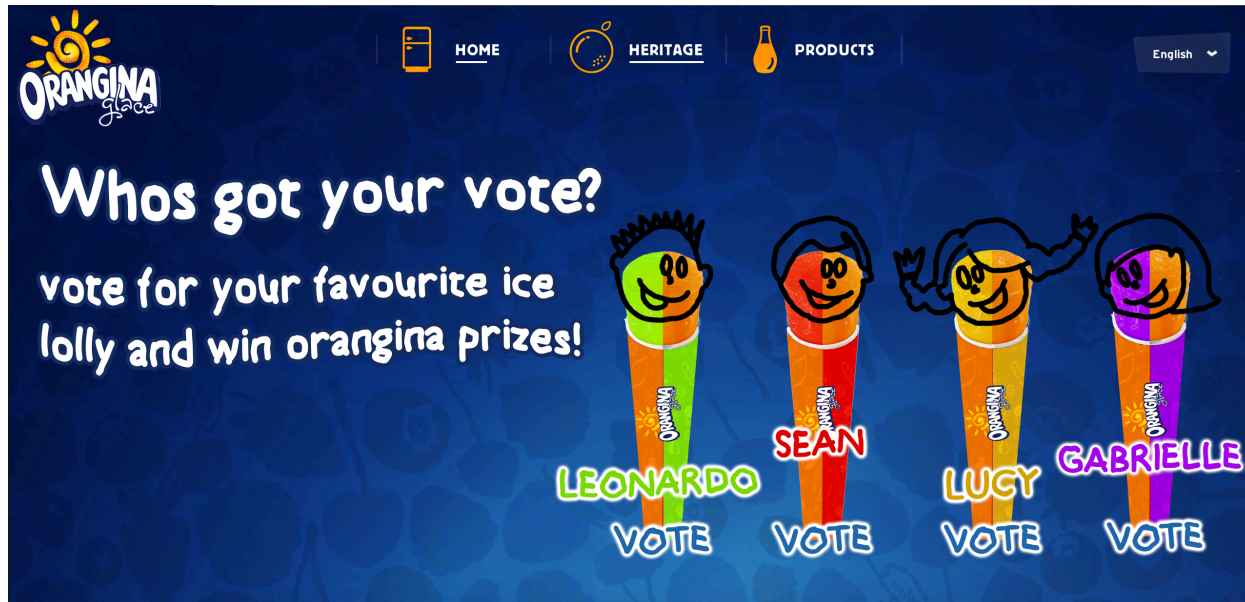 ORANGINA
glace
HOME
HERITAGE
PRODUCTS
English
Whos got your vote?
vote for your favourite ice
lolly and win orangina prizes!
ORANGINA
ORANGINA
ORANGINA
ORANGINA
LEONARDO
SEAN
LUCY
GABRIELLE
VOTE
VOTE
VOTE
VOTE